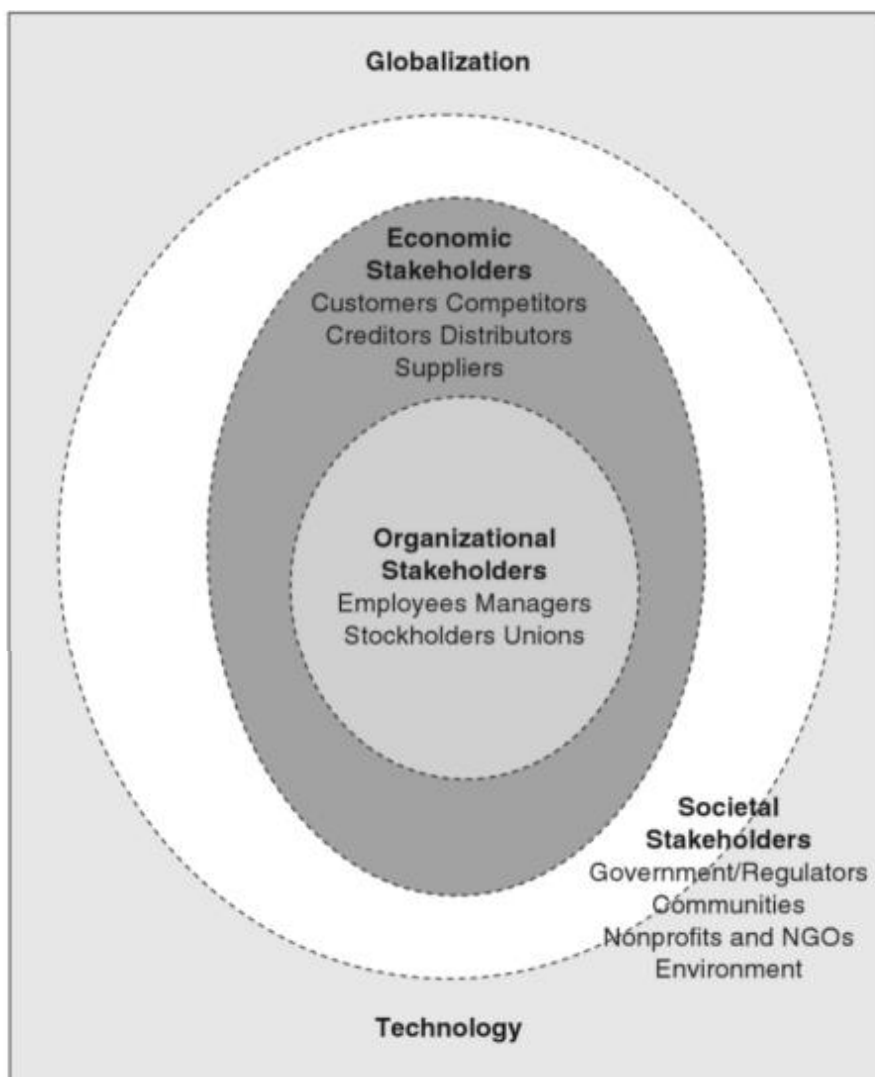 Globalization
Economic
Stakeholders
Customers Competitors
Creditors Distributors
Suppliers
Organizational
Stakeholders
Employees Managers
Stockholders Unions
Societal
Stakeholders
Government/Regulators
Communities
Nonprofits and NGOs
Environment
Technology